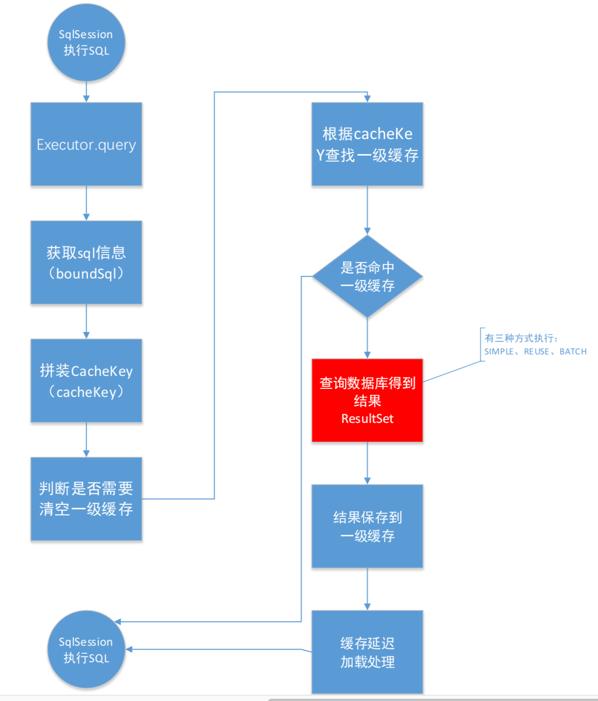 SqlSession
执行SQL
Executor.query
获取sql信息
（boundSql）
拼装CacheKey
（cacheKey）
判断是否需要
清空一级缓存
根据cacheKe
Y查找一级缓存
是否命中
一级缓存
查询数据库得到
结果
ResultSet
有三种方式执行：
SIMPLE、REUSE、BATCH
结果保存到
一级缓存
缓存延迟
加载处理
SqlSession
执行SQL